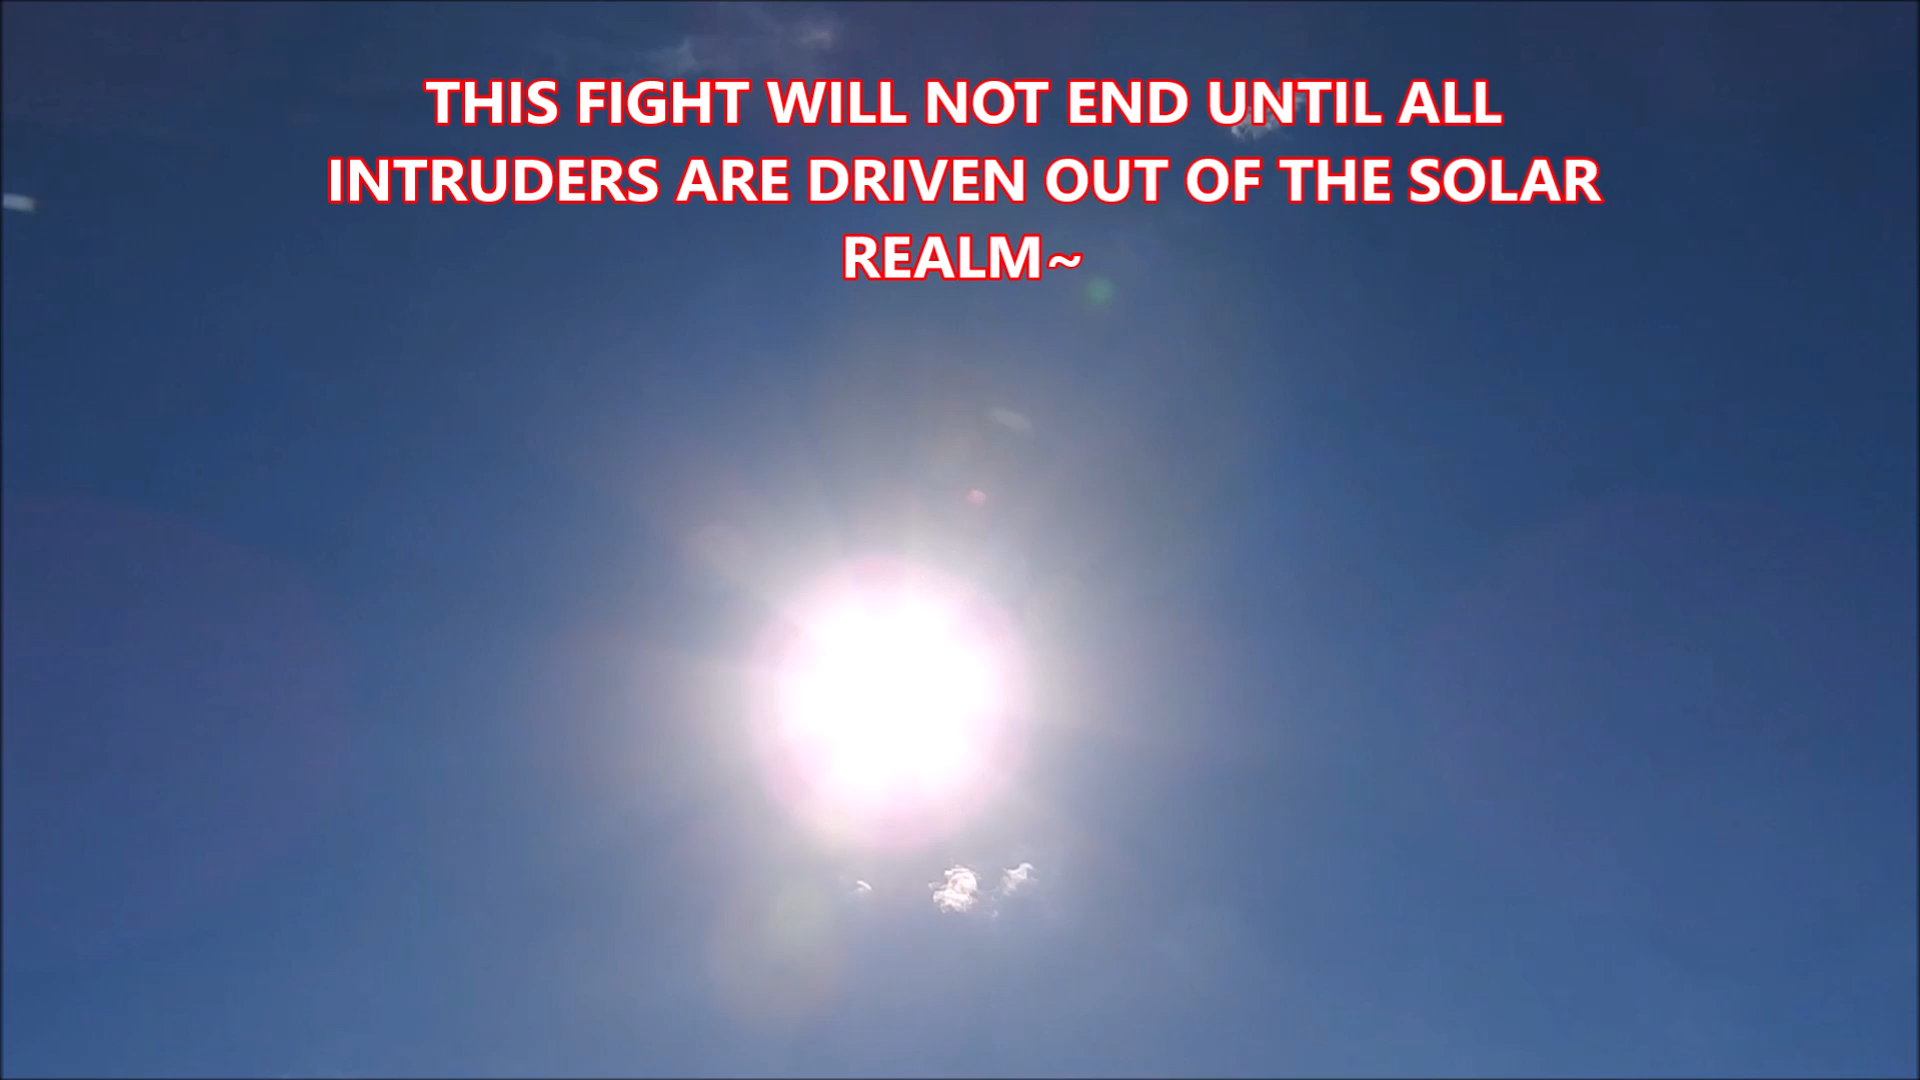 THIS FIGHT WILL NOT END UNTIL ALL
INTRUDERS ARE DRIVEN OUT OF THE SOLAR
REALM~